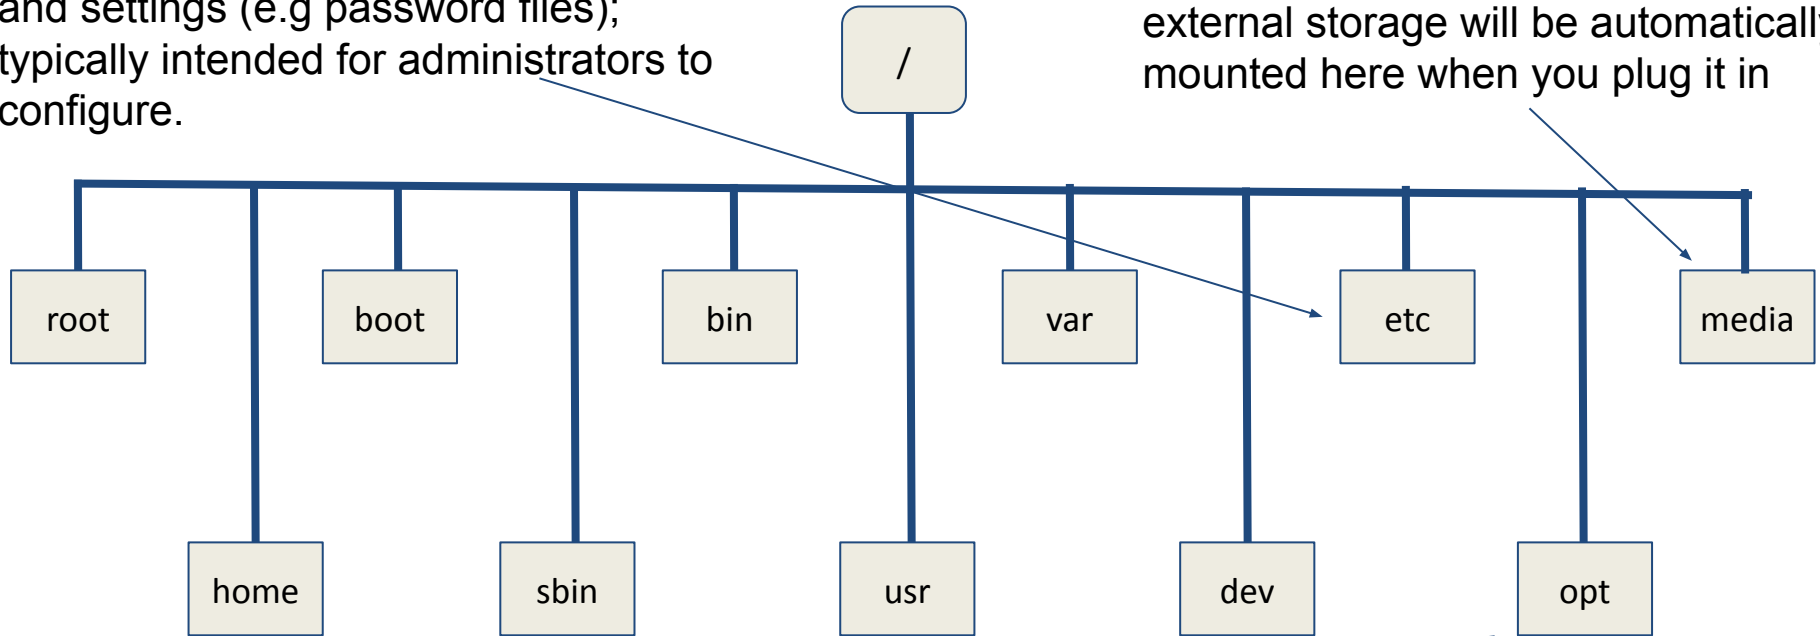 and settings (e.g password files);
typically intended for administrators to
configure.
external storage will be automatically
mounted here when you plug it in
/
root
boot
bin
var
etc
media
home
sbin
usr
dev
opt